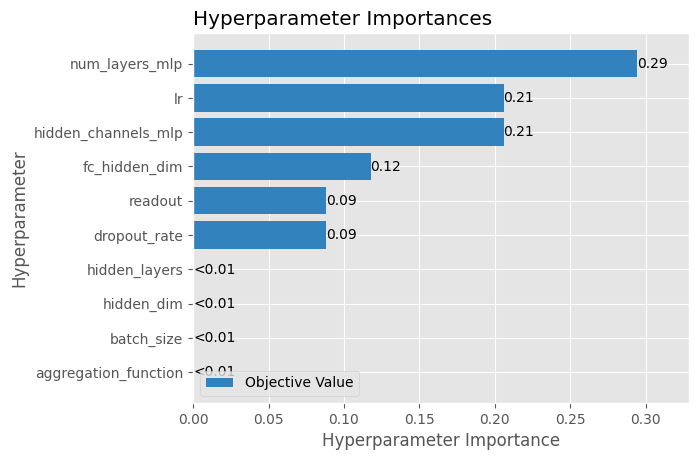 Hyperparameter Importances
num_layers_mlp
0.29
lr
0.21
hidden_channels_mlp
0.21
fc_hidden_dim
0.12
readout
0.09
dropout_rate
0.09
hidden_layers
<0.01
hidden_dim
<0.01
batch_size
<0.01
aggregation_function
<0.01
Objective Value
0.00 0.05 0.10 0.15 0.20 0.25 0.30
Hyperparameter Importance
Hyperparameter